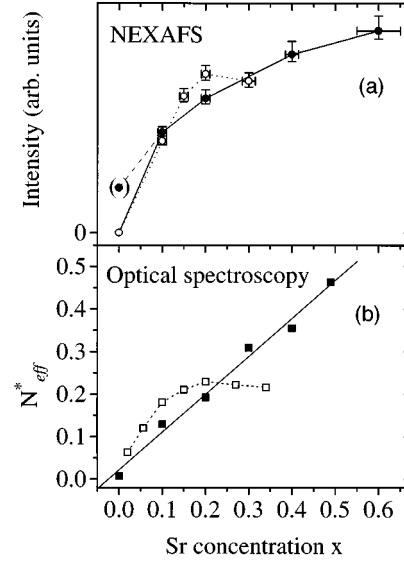 NEXAFS
(a)
Intensity (arb. units)
( )
0
Optical spectroscopy
(b)
N*eff
0.5
0.4
0.3
0.2
0.1
0.0
0.0 0.1 0.2 0.3 0.4 0.5 0.6
Sr concentration x